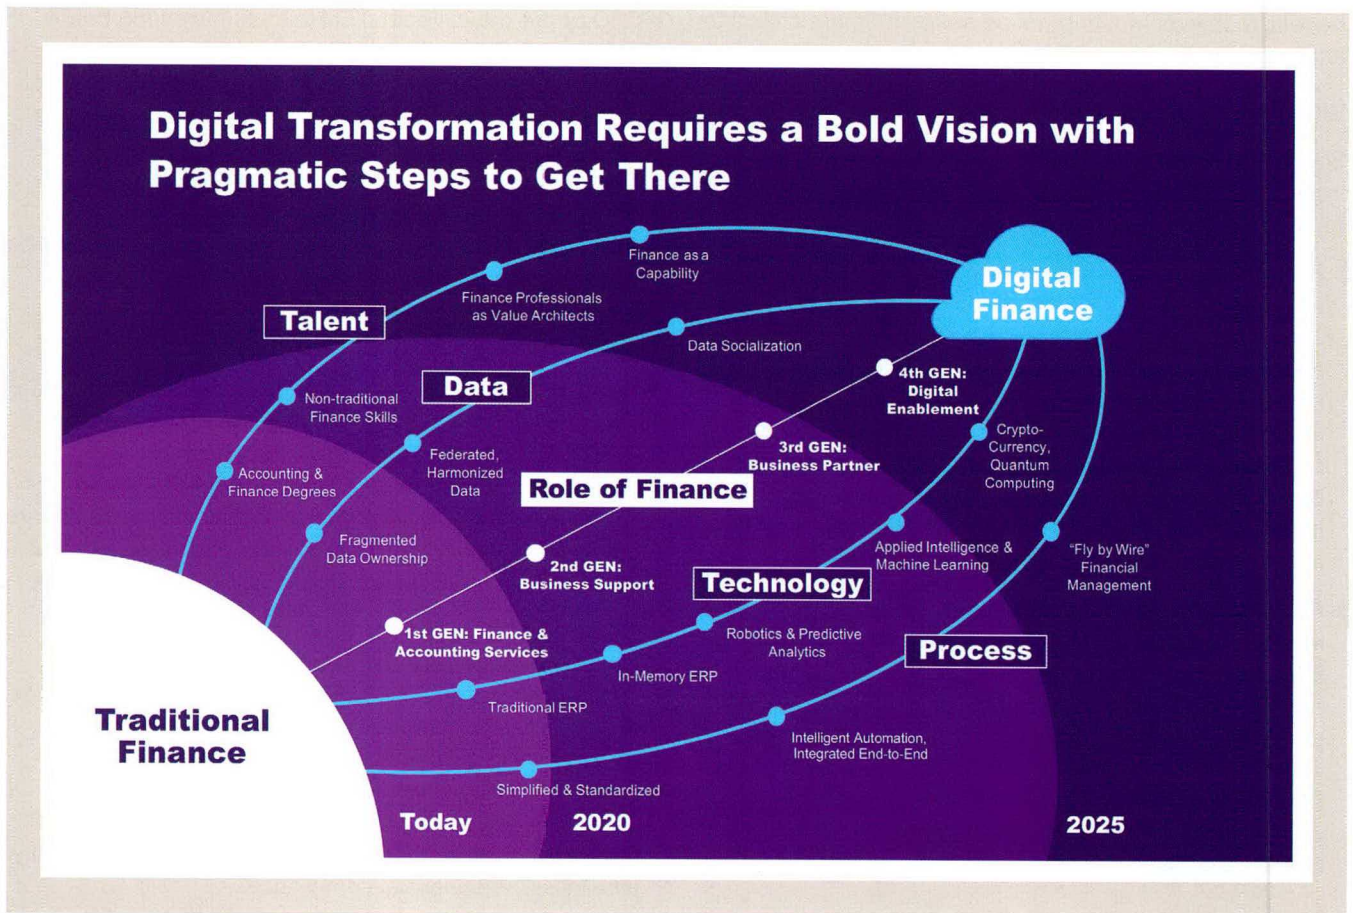 Digital Transformation Requires a Bold Vision with
Pragmatic Steps to Get There
Finance as a
Capability
Digital
Finance
Finance Professionals
as Value Architects
Talent
Data Socialization
Data
4th GEN:
Digital
Enablement
Non-traditional
Finance Skills
Crypto-
Currency,
Quantum
Computing
3rd GEN:
Business Partner
Federated,
Harmonized
Data
Accounting &
Finance Degrees
Role of Finance
Fragmented
Data Ownership
Applied Intelligence &
Machine Learning
"Fly by Wire"
Financial
Management
2nd GEN:
Business Support
Technology
1st GEN: Finance &
Accounting Services
Robotics & Predictive
Analytics
Process
In-Memory ERP
Traditional ERP
Traditional
Finance
Intelligent Automation,
Integrated End-to-End
Simplified & Standardized
Today
2020
2025